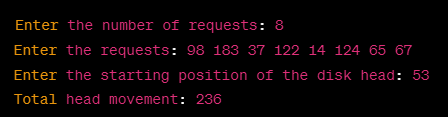 Enter the number of requests: 8
Enter the requests: 98 183 37 122 14 124 65 67
Enter the starting position of the disk head: 53
Total head movement: 236